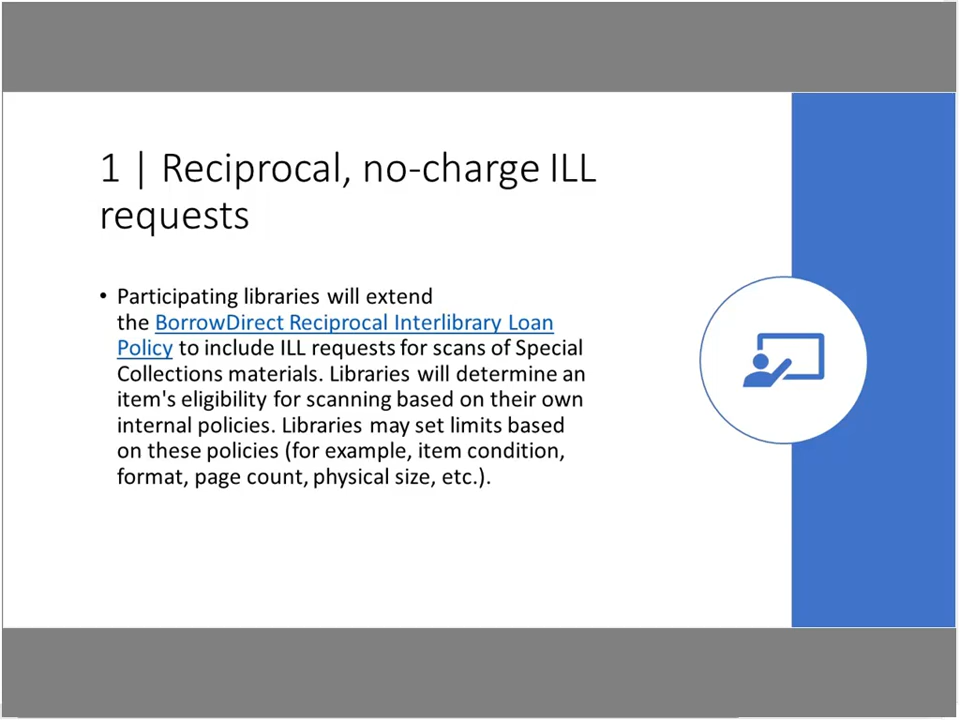 1 | Reciprocal, no-charge ILL
requests
• Participating libraries will extend
the BorrowDirect Reciprocal Interlibrary Loan
Policy to include ILL requests for scans of Special
Collections materials. Libraries will determine an
item's eligibility for scanning based on their own
internal policies. Libraries may set limits based
on these policies (for example, item condition,
format, page count, physical size, etc.).